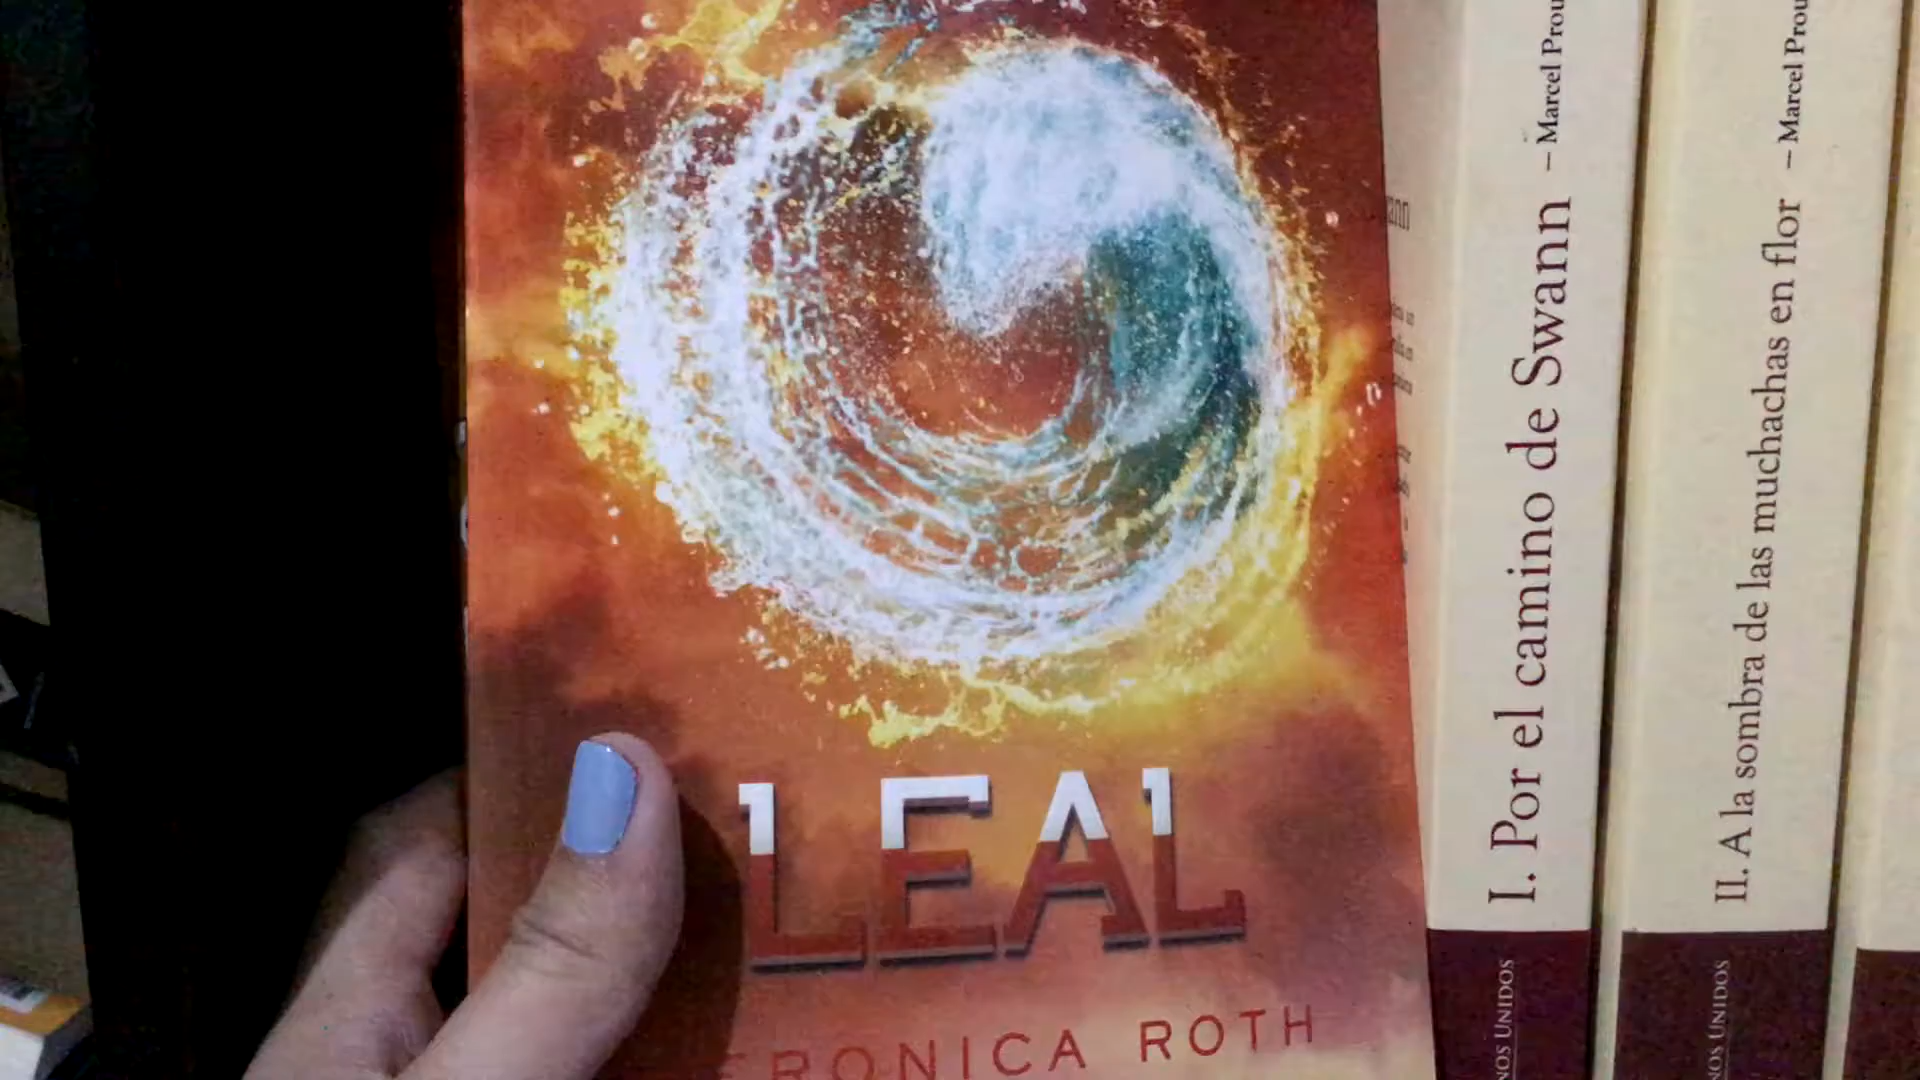 LEAL
ERONICA ROTH
I. Por el camino de Swann – Marcel Prou
NOS UNIDOS
II. A la sombra de las muchachas en flor – Marcel Prou
NOS UNIDOS